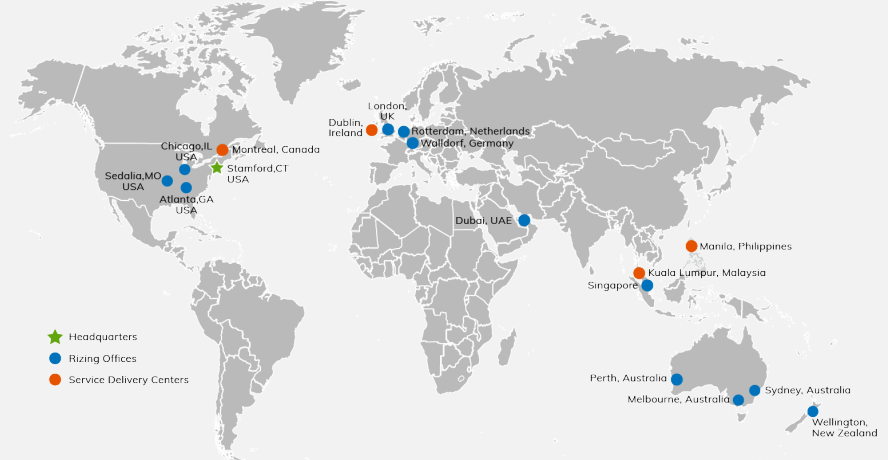 London,
UK
Dublin,
Ireland
Rotterdam, Netherlands
Walldorf, Germany
Chicago,IL
USA
Montreal, Canada
Sedalia,MO
USA
Stamford,CT
USA
Atlanta,GA
USA
Dubai, UAE
Manila, Philippines
Kuala Lumpur, Malaysia
Singapore
Headquarters
Rizing Offices
Service Delivery Centers
Perth, Australia
Sydney, Australia
Melbourne, Australia
Wellington,
New Zealand